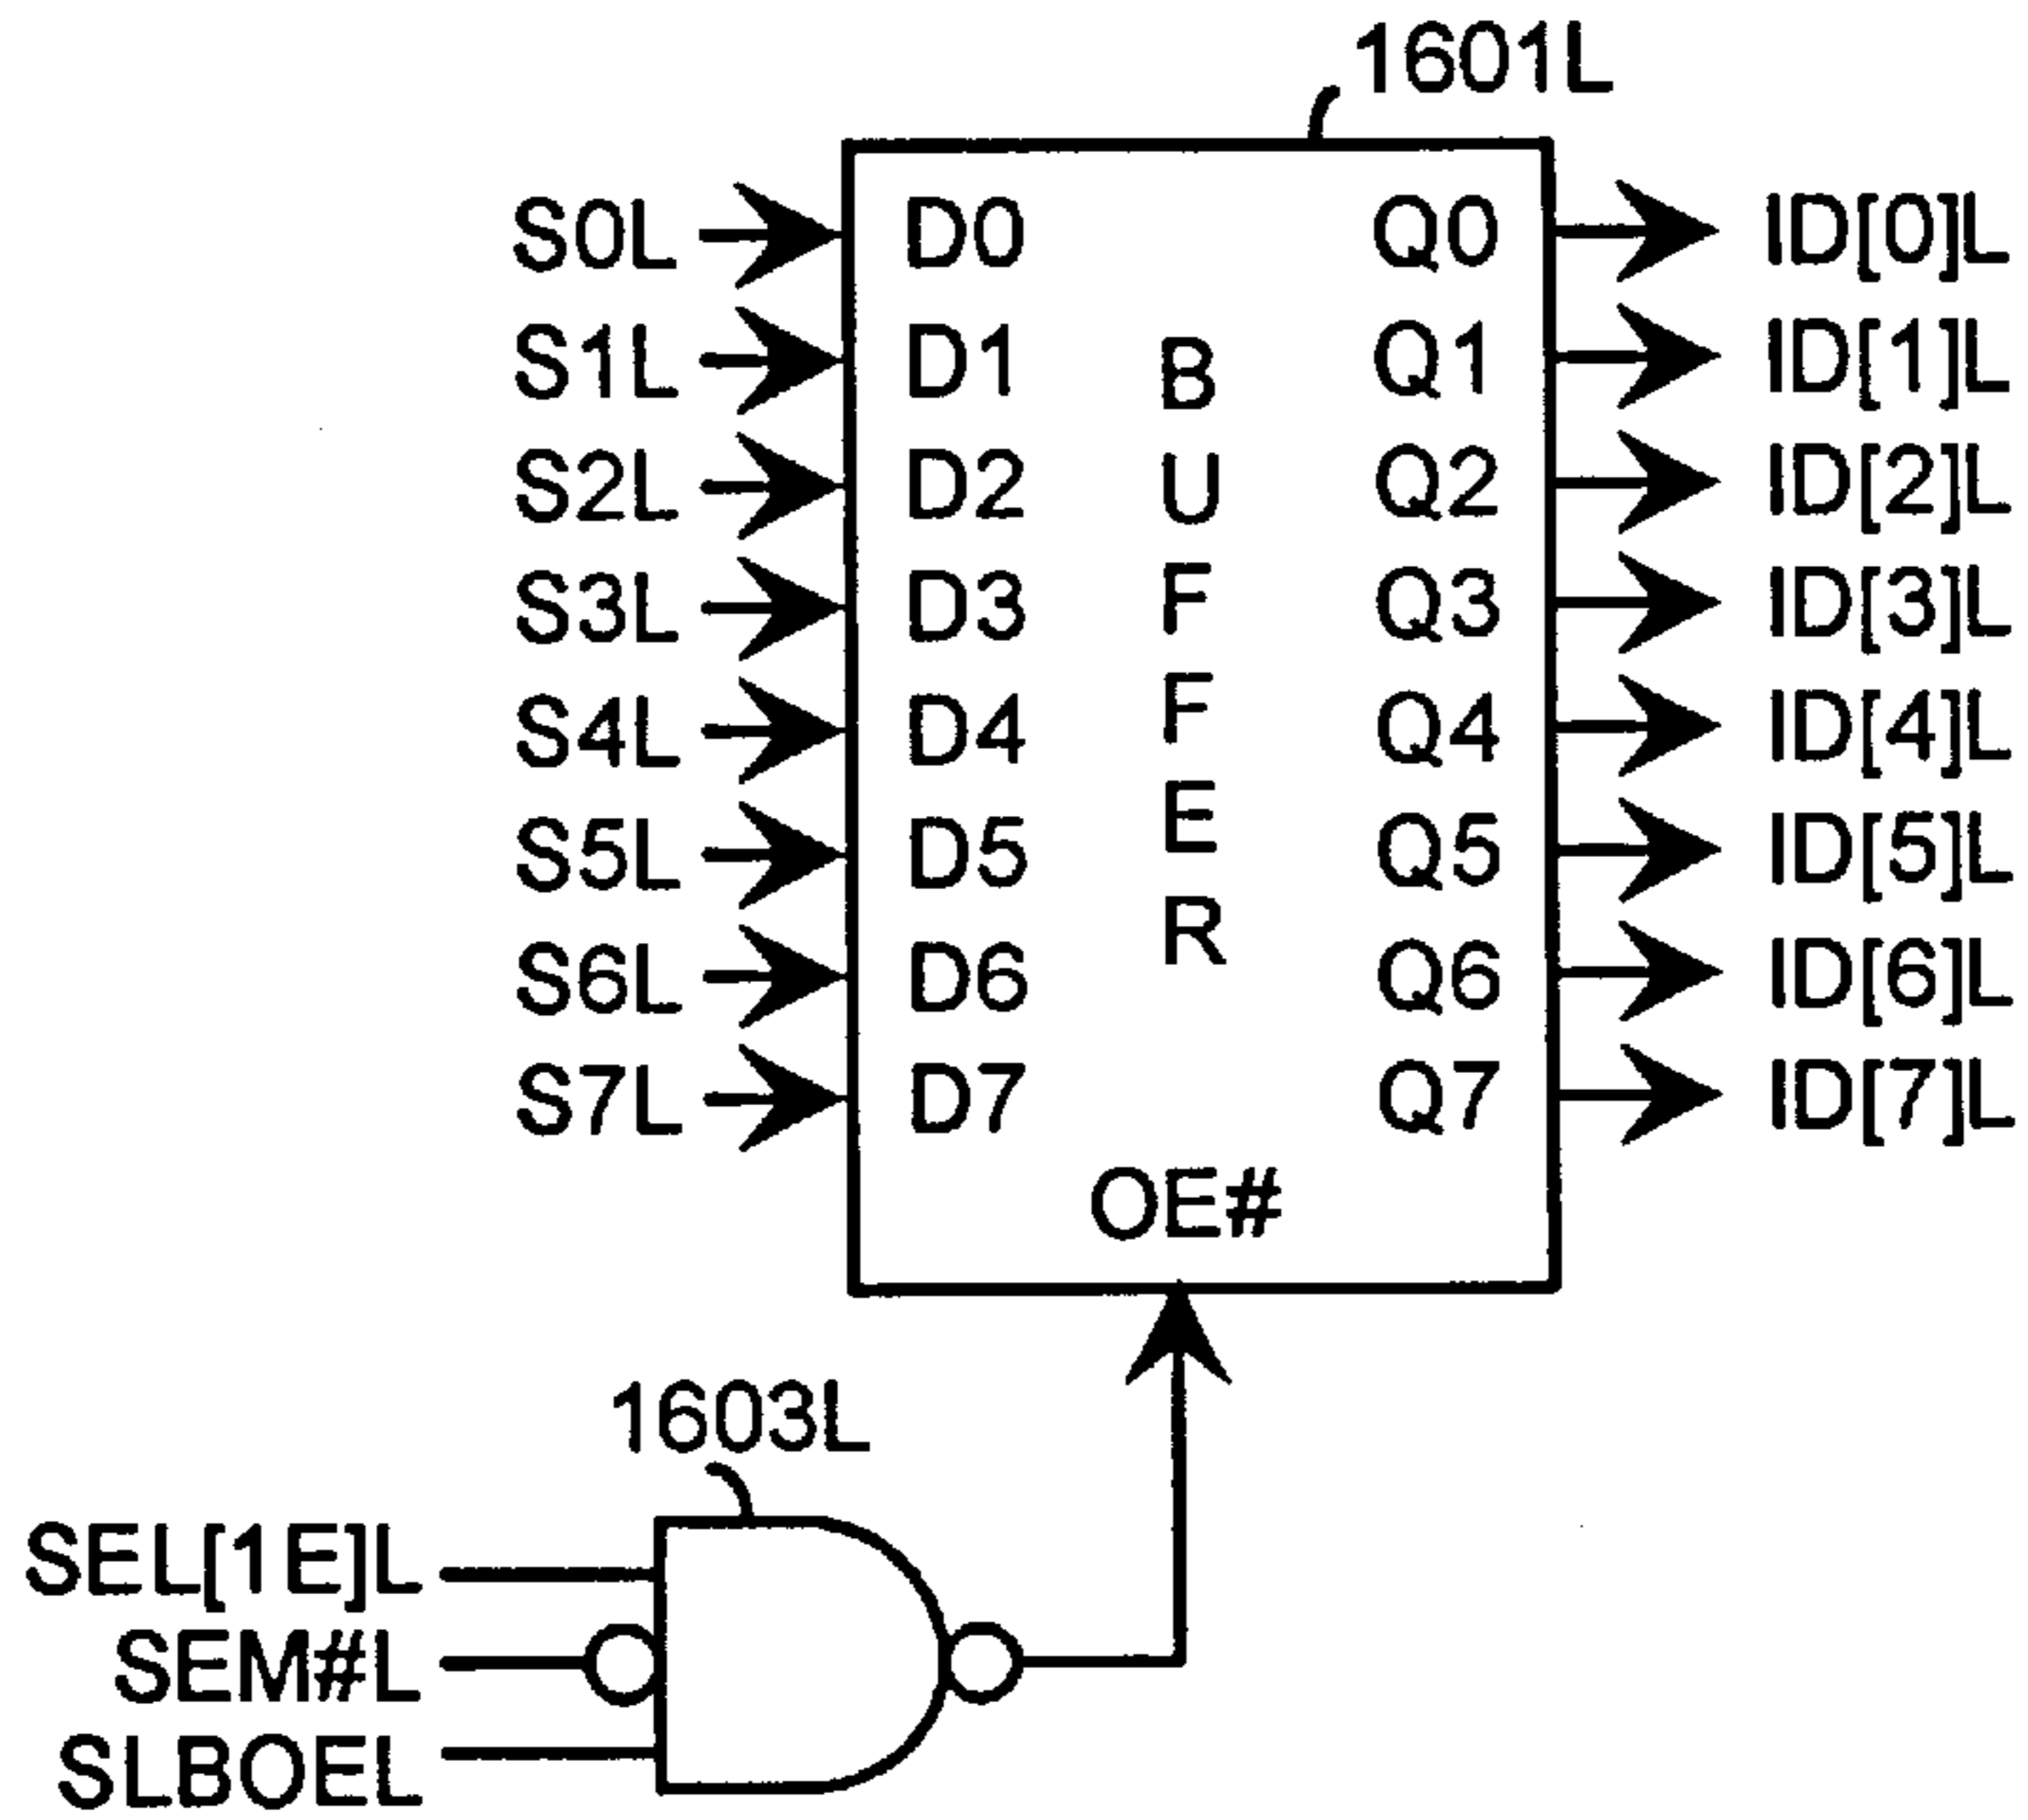 1601L
S0L D0 Q0 ID[0]L
S1L D1 Q1 ID[1]L
S2L D2 Q2 ID[2]L
S3L D3 Q3 ID[3]L
S4L D4 Q4 ID[4]L
S5L D5 Q5 ID[5]L
S6L D6 Q6 ID[6]L
S7L D7 Q7 ID[7]L
BUFFER
OE#
1603L
SEL[1E]L
SEM#L
SLBOEL